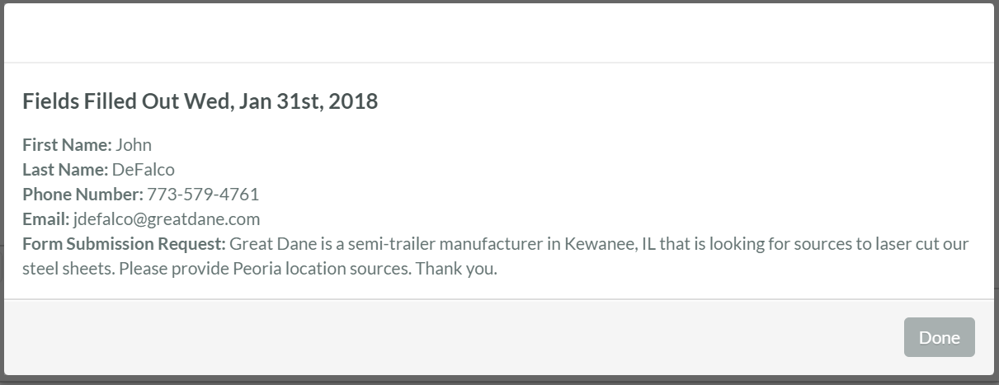 Fields Filled Out Wed, Jan 31st, 2018
First Name: John
Last Name: DeFalco
Phone Number: 773-579-4761
Email: jdefalco@greatdane.com
Form Submission Request: Great Dane is a semi-trailer manufacturer in Kewanee, IL that is looking for sources to laser cut our
steel sheets. Please provide Peoria location sources. Thank you.
Done